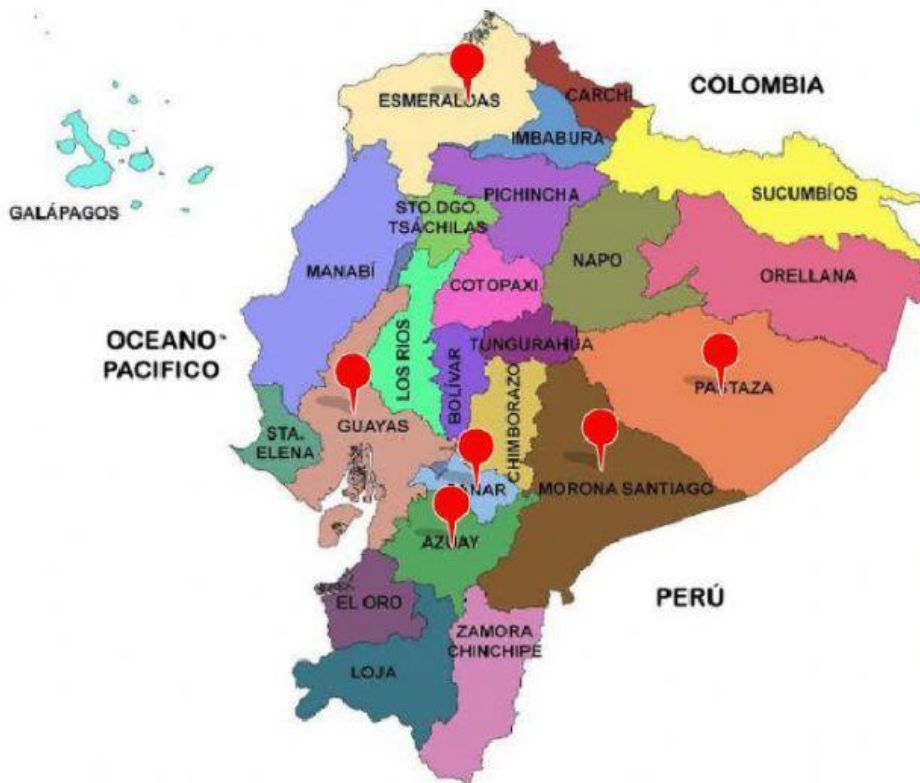 COLOMBIA
ESMERALDAS
CARCHI
IMBABURA
SUCUMBÍOS
PICHINCHA
GALÁPAGOS
STO.DGO.
TSÁCHILAS
NAPO
MANABÍ
ORELLANA
COTOPAXI
OCEANO
PACIFICO
LOS RIOS
TUNGURAHUA
BOLÍVAR
CHIMBORAZO
PASTAZA
GUAYAS
STA.
ELENA
CAÑAR
MORONA SANTIAGO
AZUAY
PERÚ
EL ORO
ZAMORA
CHINCHIPE
LOJA